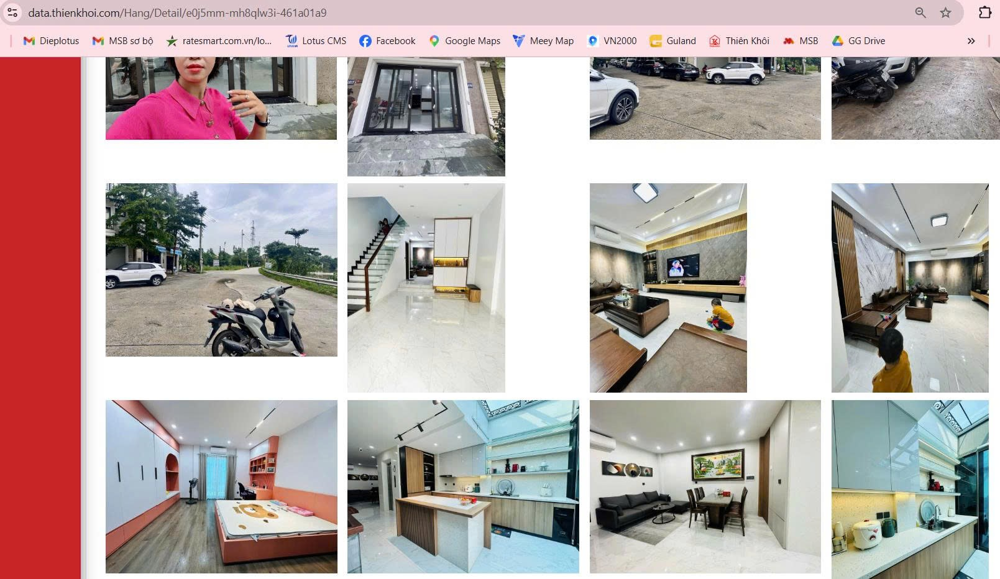 data.thienkhoi.com/Hang/Detail/e0j5mm-mh8qlw3i-461a01a9
Dieplotus MSB sơ bộ ratesmart.com.vn/lo... Lotus CMS Facebook Google Maps Meey Map VN2000 Guland Thiên Khôi MSB GG Drive